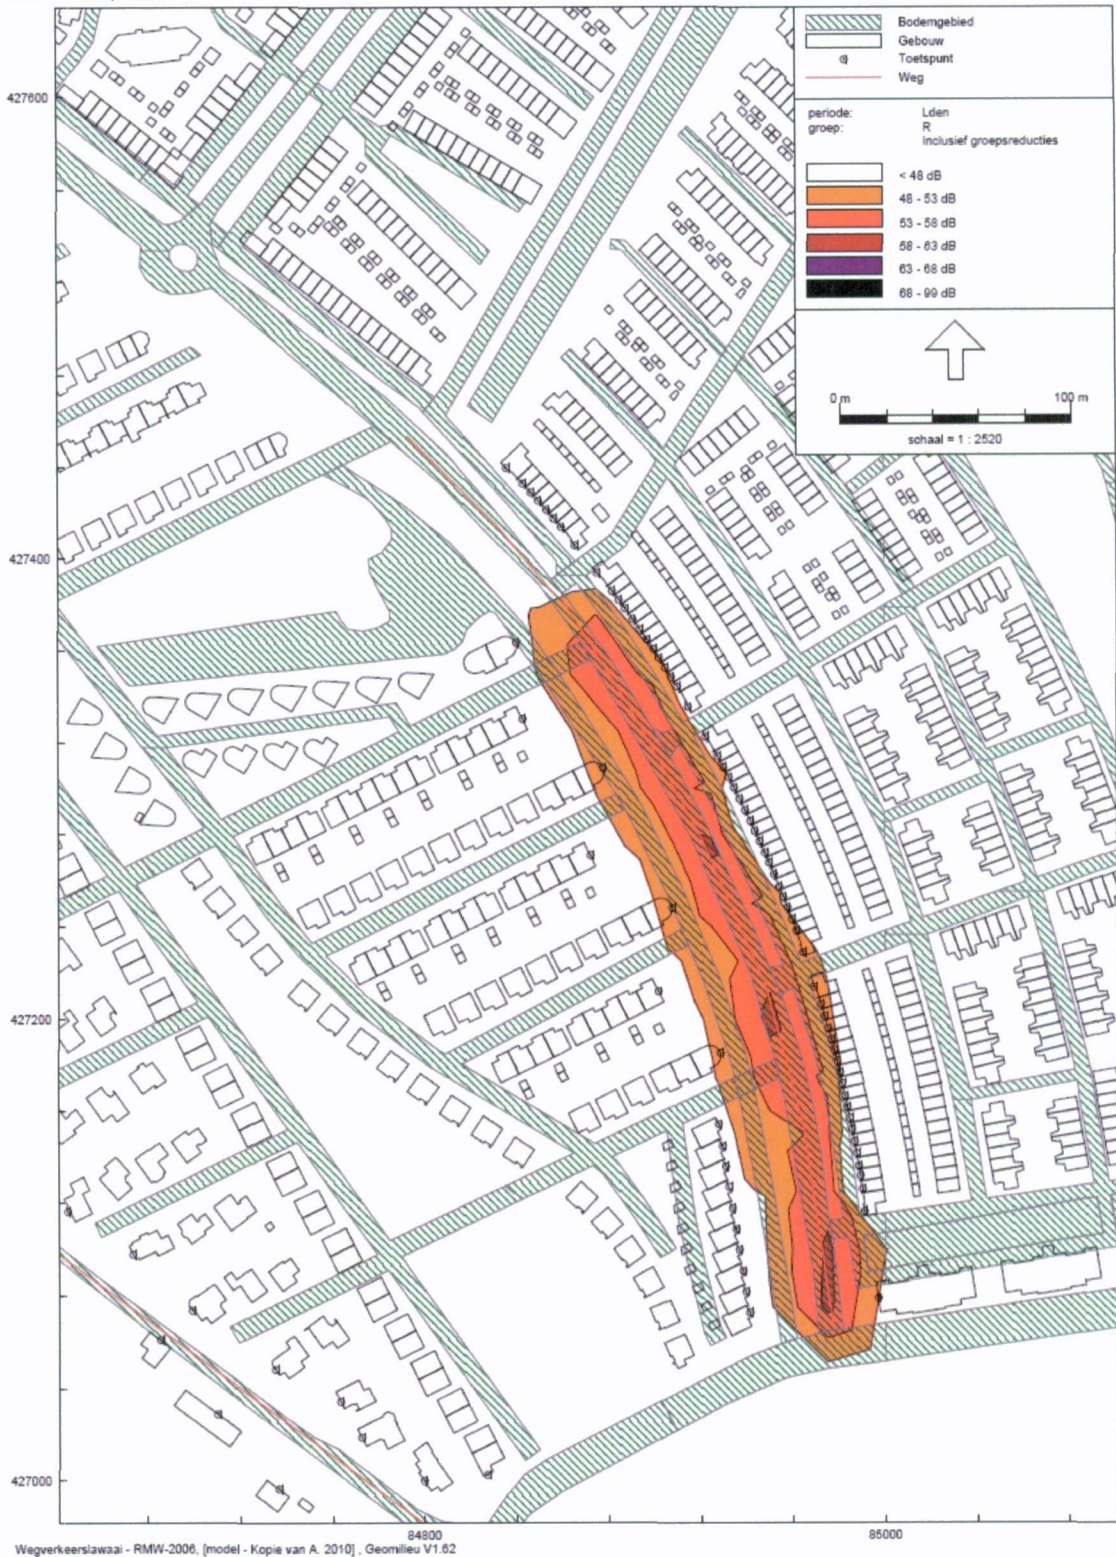 Bodemgebied
Gebouw
Toetspunt
Weg
periode: Lden
groep: R
Inclusief groepsreducties
< 48 dB
48 - 53 dB
53 - 58 dB
58 - 63 dB
63 - 68 dB
68 - 99 dB
0 m 100 m
schaal = 1 : 2520
427600
427400
427200
427000
84800 85000
Wegverkeerslawaai - RMW-2006, [model - Kopie van A. 2010] , Geomilieu V1.62